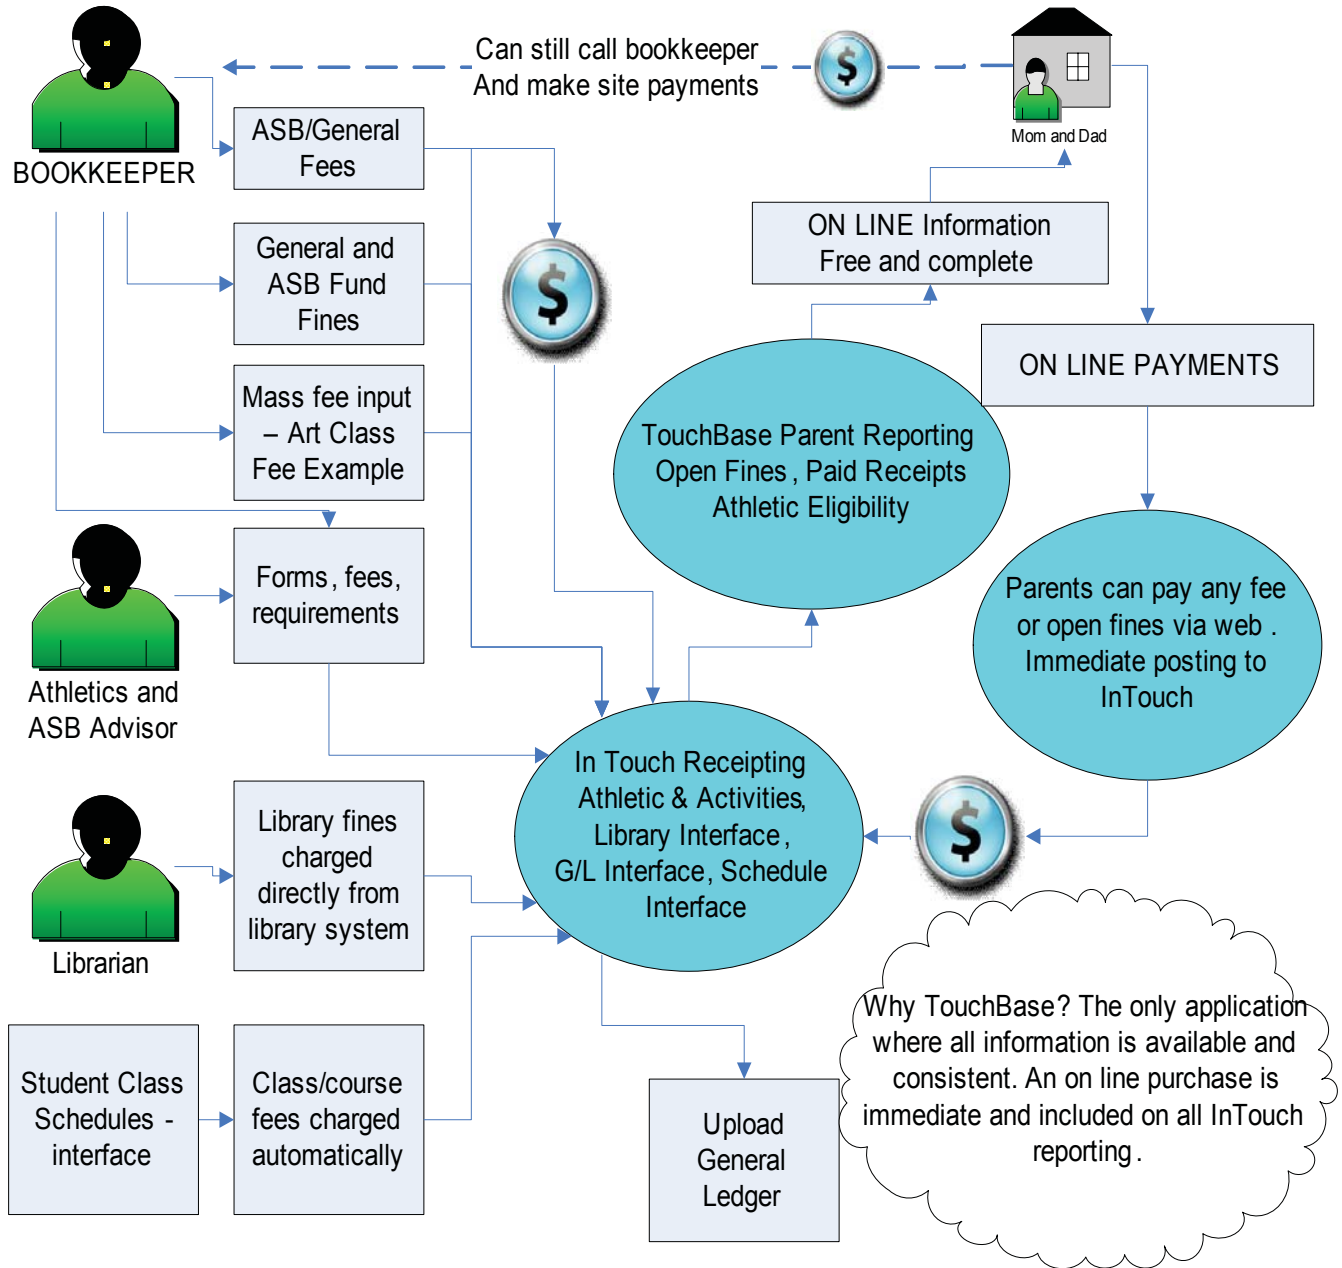 Can still call bookkeeper
And make site payments
$
Mom and Dad
BOOKKEEPER
ASB/General
Fees
General and
ASB Fund
Fines
$
ON LINE Information
Free and complete
ON LINE PAYMENTS
Mass fee input
– Art Class
Fee Example
TouchBase Parent Reporting
Open Fines, Paid Receipts
Athletic Eligibility
Athletics and
ASB Advisor
Forms, fees,
requirements
Parents can pay any fee
or open fines via web.
Immediate posting to
InTouch
In Touch Receipting
Athletic & Activities,
Library Interface,
G/L Interface, Schedule
Interface
$
Librarian
Library fines
charged
directly from
library system
Student Class
Schedules -
interface
Class/course
fees charged
automatically
Upload
General
Ledger
Why TouchBase? The only application
where all information is available and
consistent. An on line purchase is
immediate and included on all InTouch
reporting.